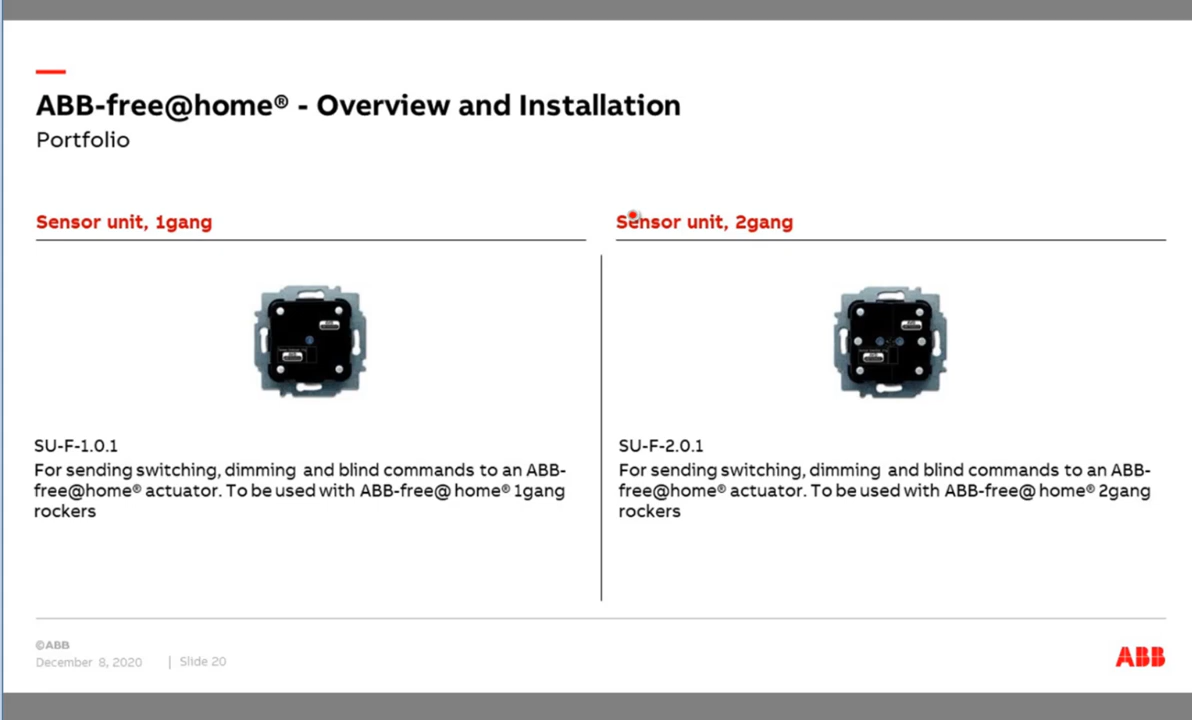 ABB-free@home® - Overview and Installation
Portfolio
Sensor unit, 1gang
SU-F-1.0.1
For sending switching, dimming and blind commands to an ABB-
free@home® actuator. To be used with ABB-free@ home® 1gang
rockers
Sensor unit, 2gang
SU-F-2.0.1
For sending switching, dimming and blind commands to an ABB-
free@home® actuator. To be used with ABB-free@ home® 2gang
rockers
©ABB
December 8, 2020 | Slide 20
ABB